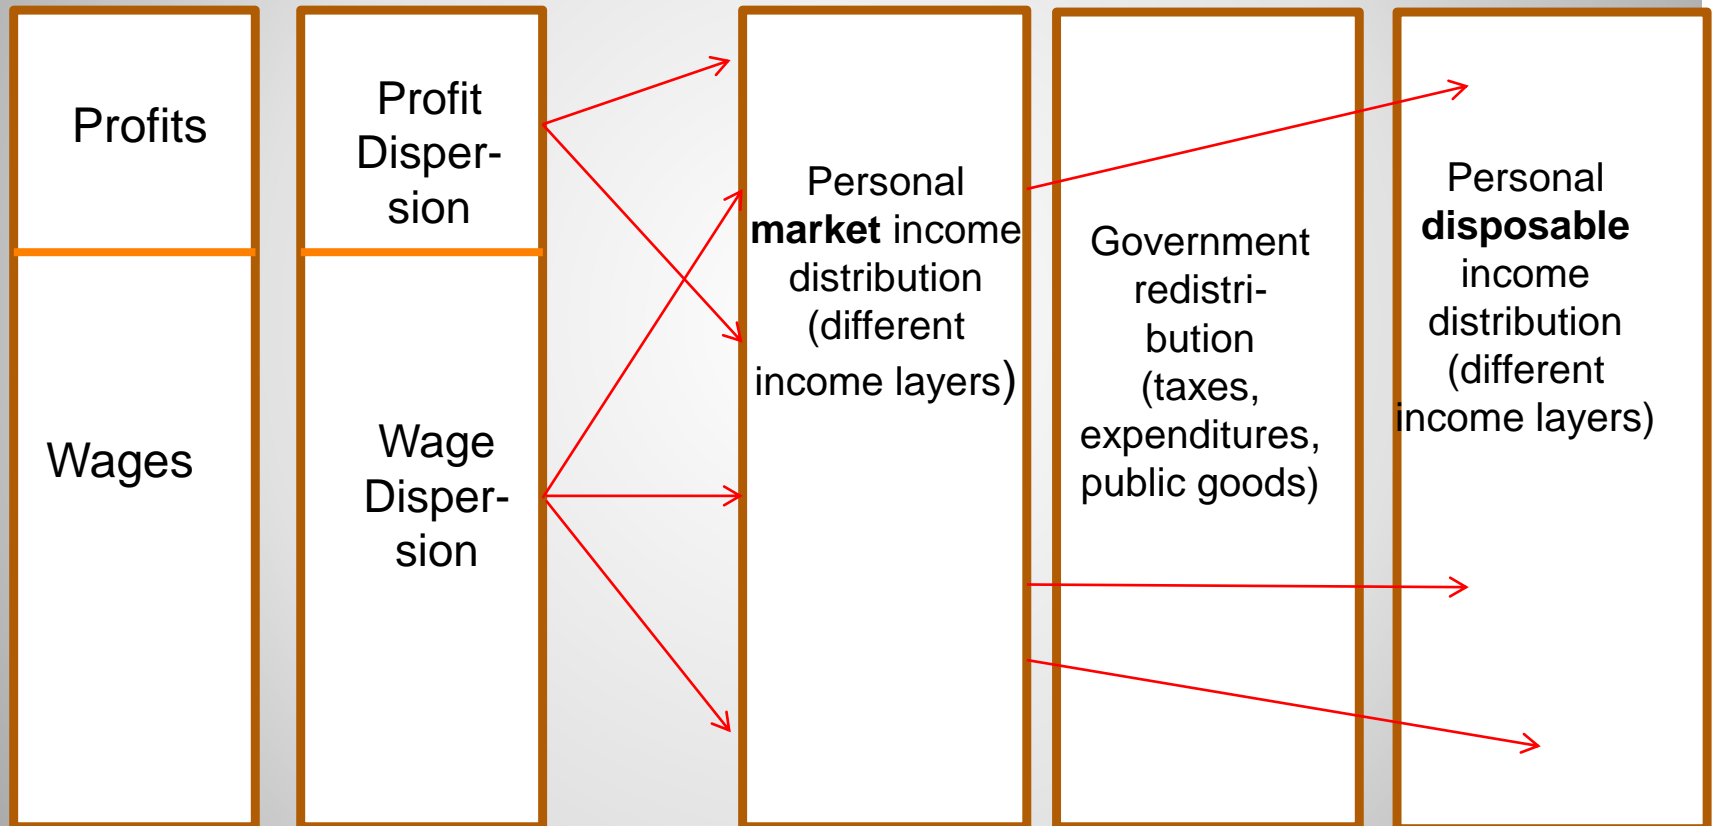 Profits
Wages
Profit
Disper-
sion
Wage
Disper-
sion
Personal
market income
distribution
(different
income layers)
Government
redistri-
bution
(taxes,
expenditures,
public goods)
Personal
disposable
income
distribution
(different
income layers)